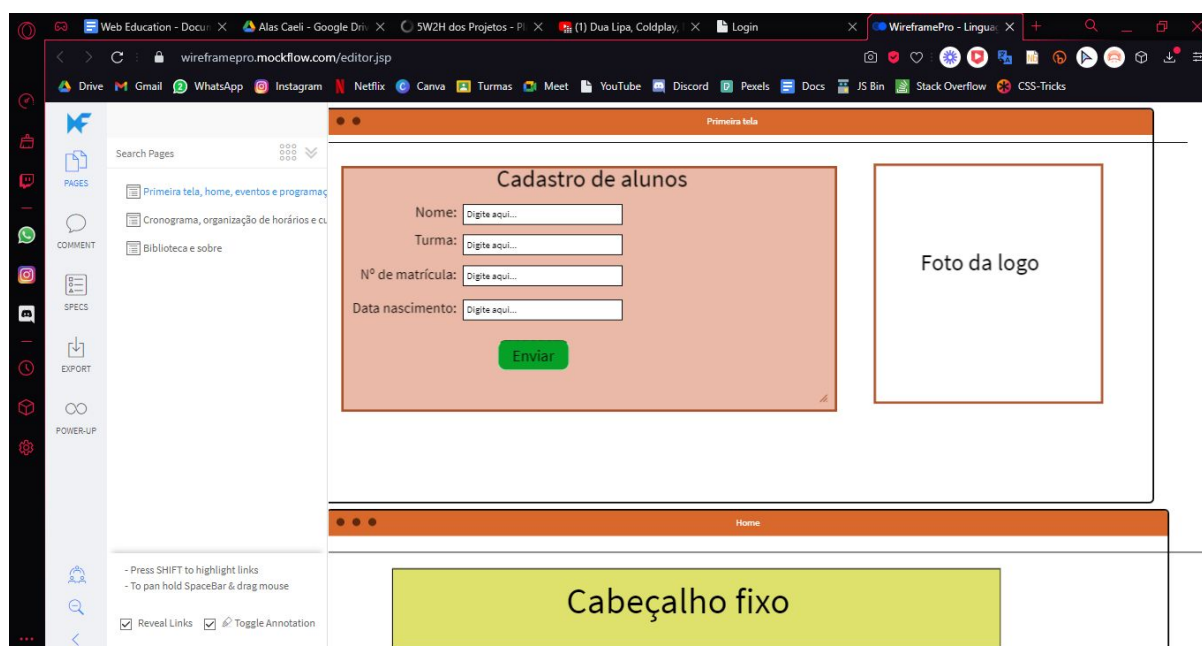 Web Education - Docun
Alas Caeli - Google Driv
5W2H dos Projetos - Pl
(1) Dua Lipa, Coldplay,
Login
WireframePro - Linguag
wireframepro.mockflow.com/editor.jsp
Drive
Gmail
WhatsApp
Instagram
Netflix
Canva
Turmas
Meet
YouTube
Discord
Pexels
Docs
JS Bin
Stack Overflow
CSS-Tricks
PAGES
COMMENT
SPECS
EXPORT
POWER-UP
Search Pages
Primeira tela, home, eventos e programaç
Cronograma, organização de horários e cu
Biblioteca e sobre
- Press SHIFT to highlight links
- To pan hold SpaceBar & drag mouse
Reveal Links
Toggle Annotation
Primeira tela
Cadastro de alunos
Nome: Digite aqui...
Turma: Digite aqui...
Nº de matrícula: Digite aqui...
Data nascimento: Digite aqui...
Enviar
Foto da logo
Home
Cabeçalho fixo